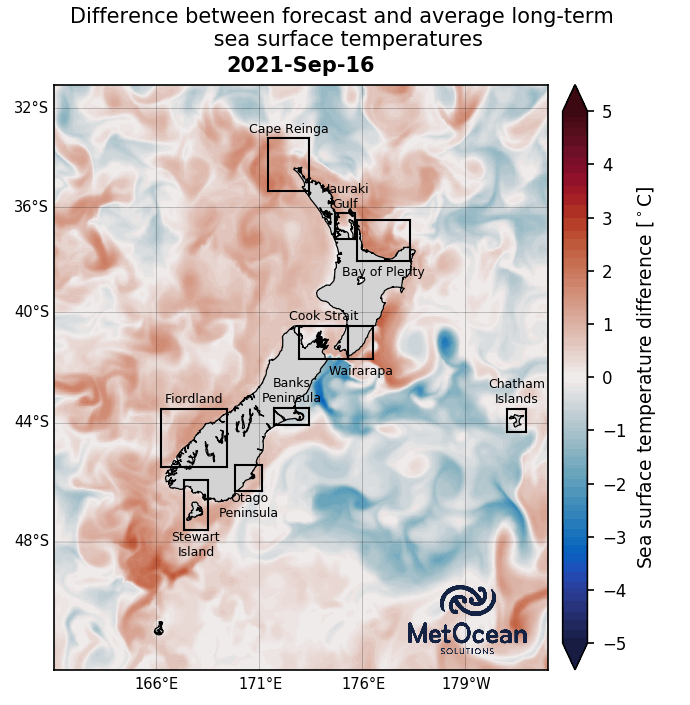 Difference between forecast and average long-term
sea surface temperatures
2021-Sep-16
32°S
36°S
40°S
44°S
48°S
Cape Reinga
Hauraki
Gulf
Bay of Plenty
Cook Strait
Wairarapa
Banks
Peninsula
Fiordland
Chatham
Islands
Otago
Peninsula
Stewart
Island
MetOcean
SOLUTIONS
166°E
171°E
176°E
179°W
5
4
3
2
1
0
−1
−2
−3
−4
−5
Sea surface temperature difference [°C]